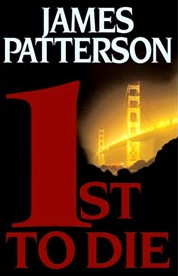 JAMES
PATTERSON
1ST
TO DIE